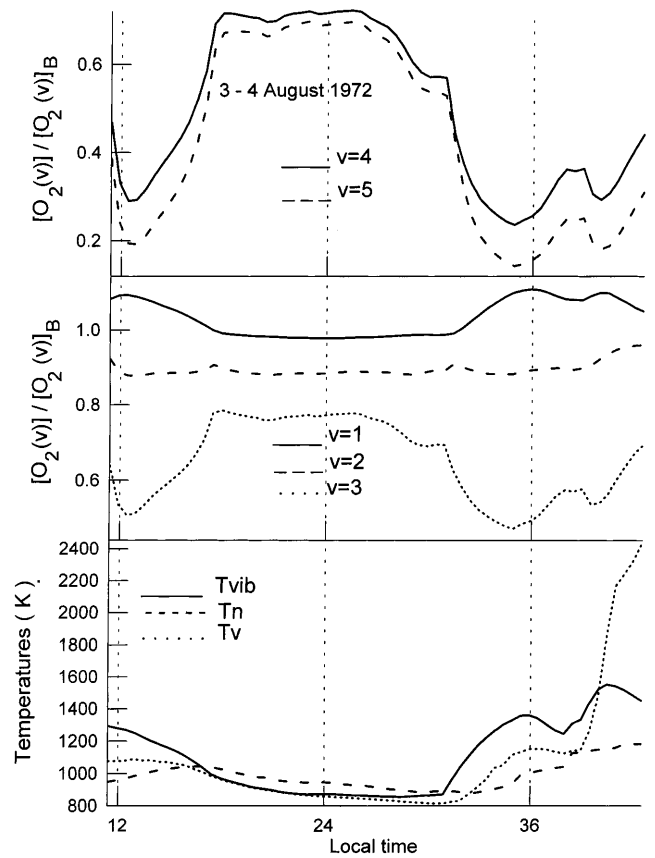 [O2(v)] / [O2 (v)]B
0.6
0.4
0.2
3 - 4 August 1972
v=4
v=5
[O2(v)] / [O2 (v)]B
1.0
0.8
0.6
v=1
v=2
v=3
Temperatures ( K ) .
2400
2200
2000
1800
1600
1400
1200
1000
800
Tvib
Tn
Tv
12
24
36
Local time